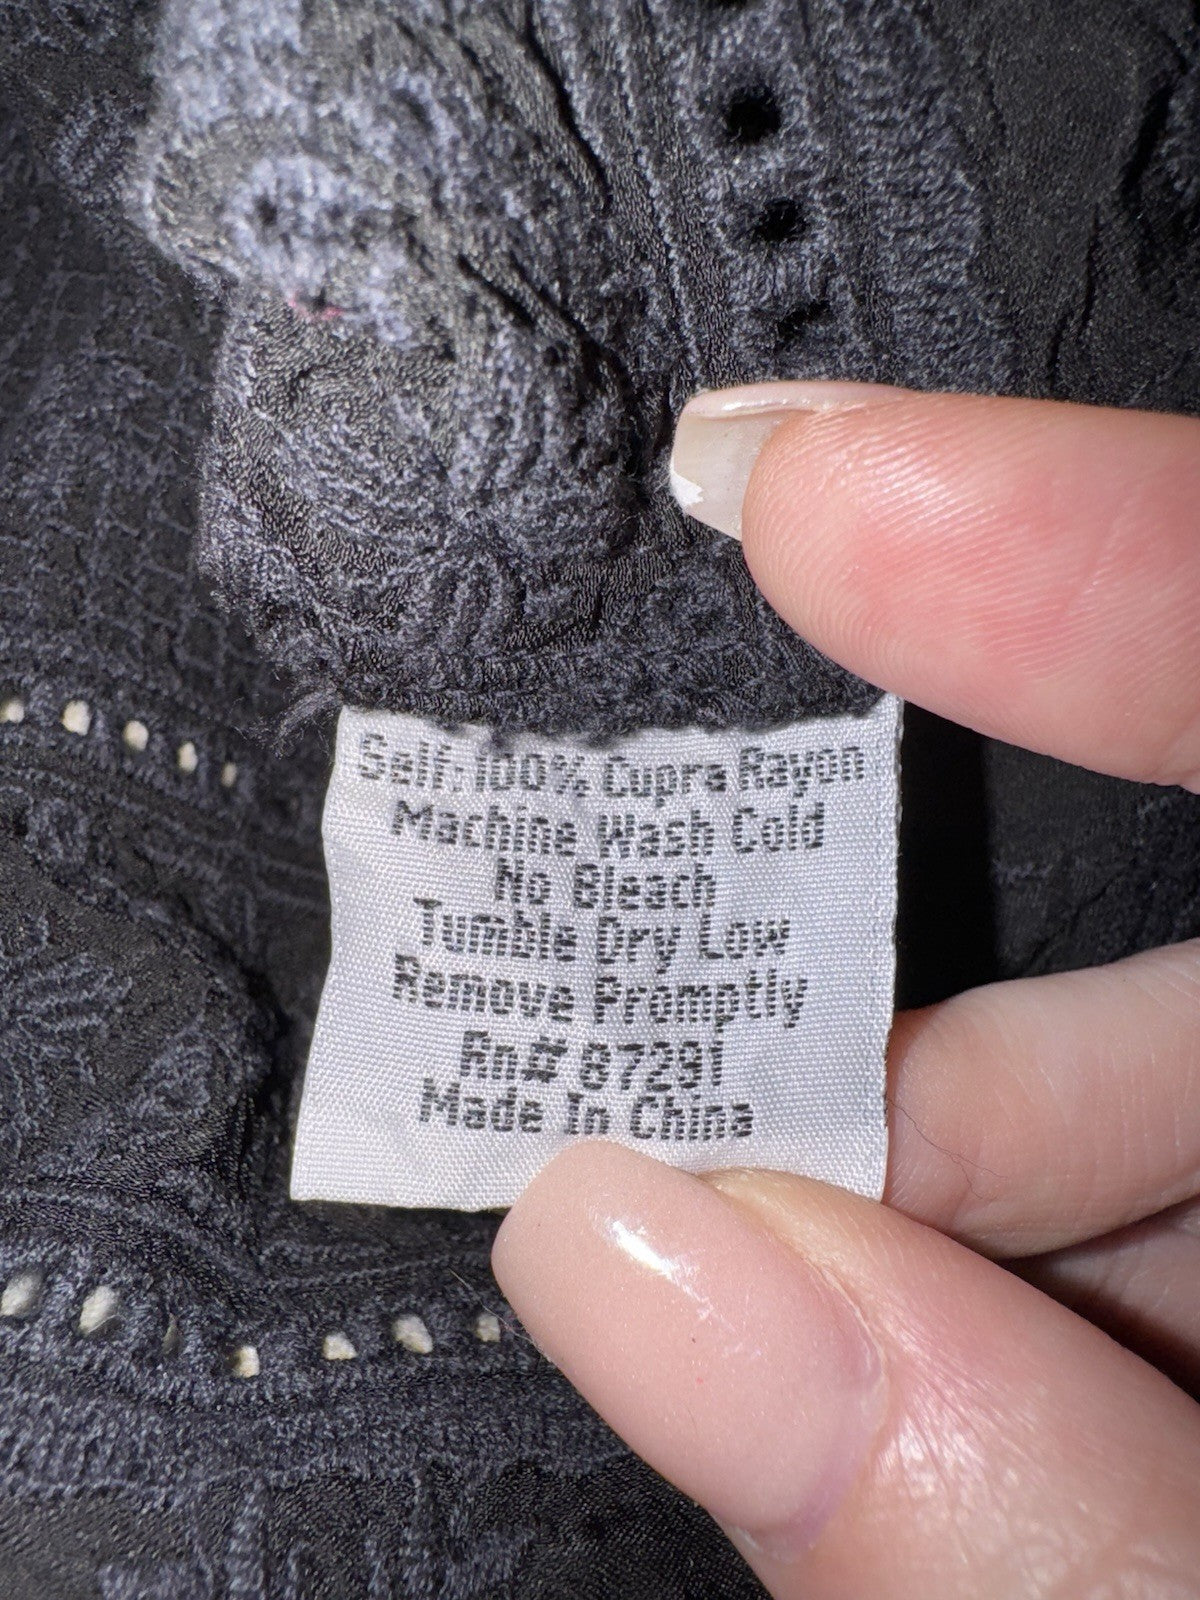 Self: 100% Cupra Rayon
Machine Wash Cold
No Bleach
Tumble Dry Low
Remove Promptly
Rn# 87291
Made In China